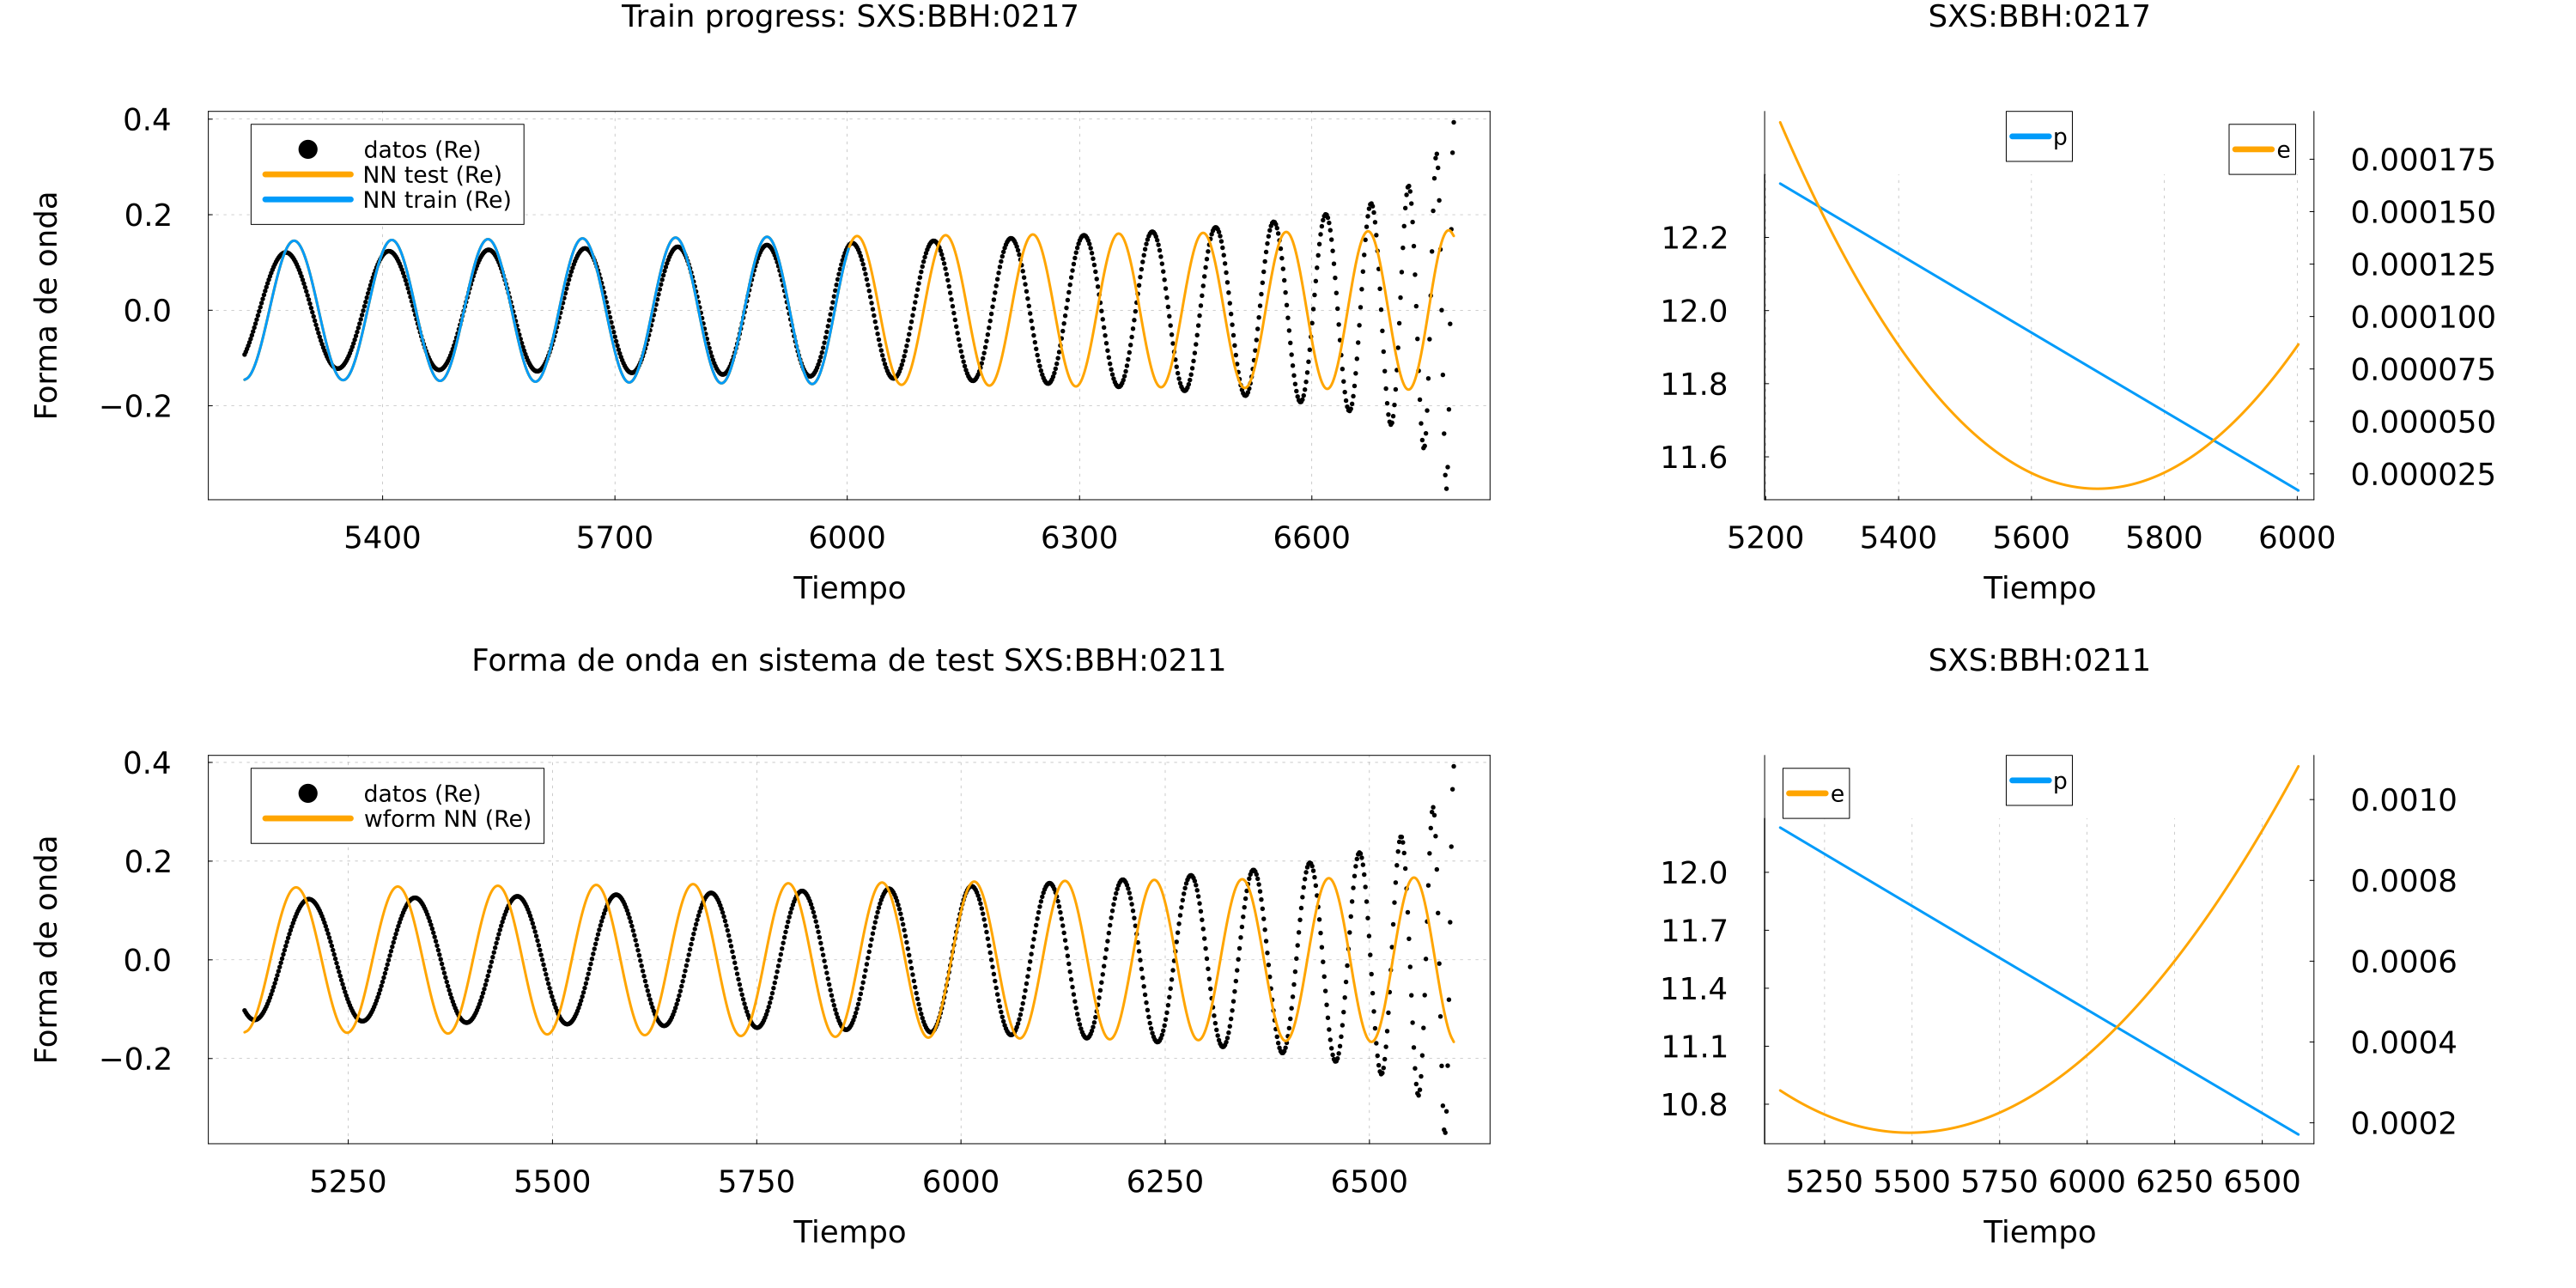 Train progress: SXS:BBH:0217
Forma de onda
0.4
0.2
0.0
−0.2
datos (Re)
NN test (Re)
NN train (Re)
5400 5700 6000 6300 6600
Tiempo
SXS:BBH:0217
12.2
12.0
11.8
11.6
p
e
0.000175
0.000150
0.000125
0.000100
0.000075
0.000050
0.000025
5200 5400 5600 5800 6000
Tiempo
Forma de onda en sistema de test SXS:BBH:0211
Forma de onda
0.4
0.2
0.0
−0.2
datos (Re)
wform NN (Re)
5250 5500 5750 6000 6250 6500
Tiempo
SXS:BBH:0211
12.0
11.7
11.4
11.1
10.8
e
p
0.0010
0.0008
0.0006
0.0004
0.0002
5250 5500 5750 6000 6250 6500
Tiempo